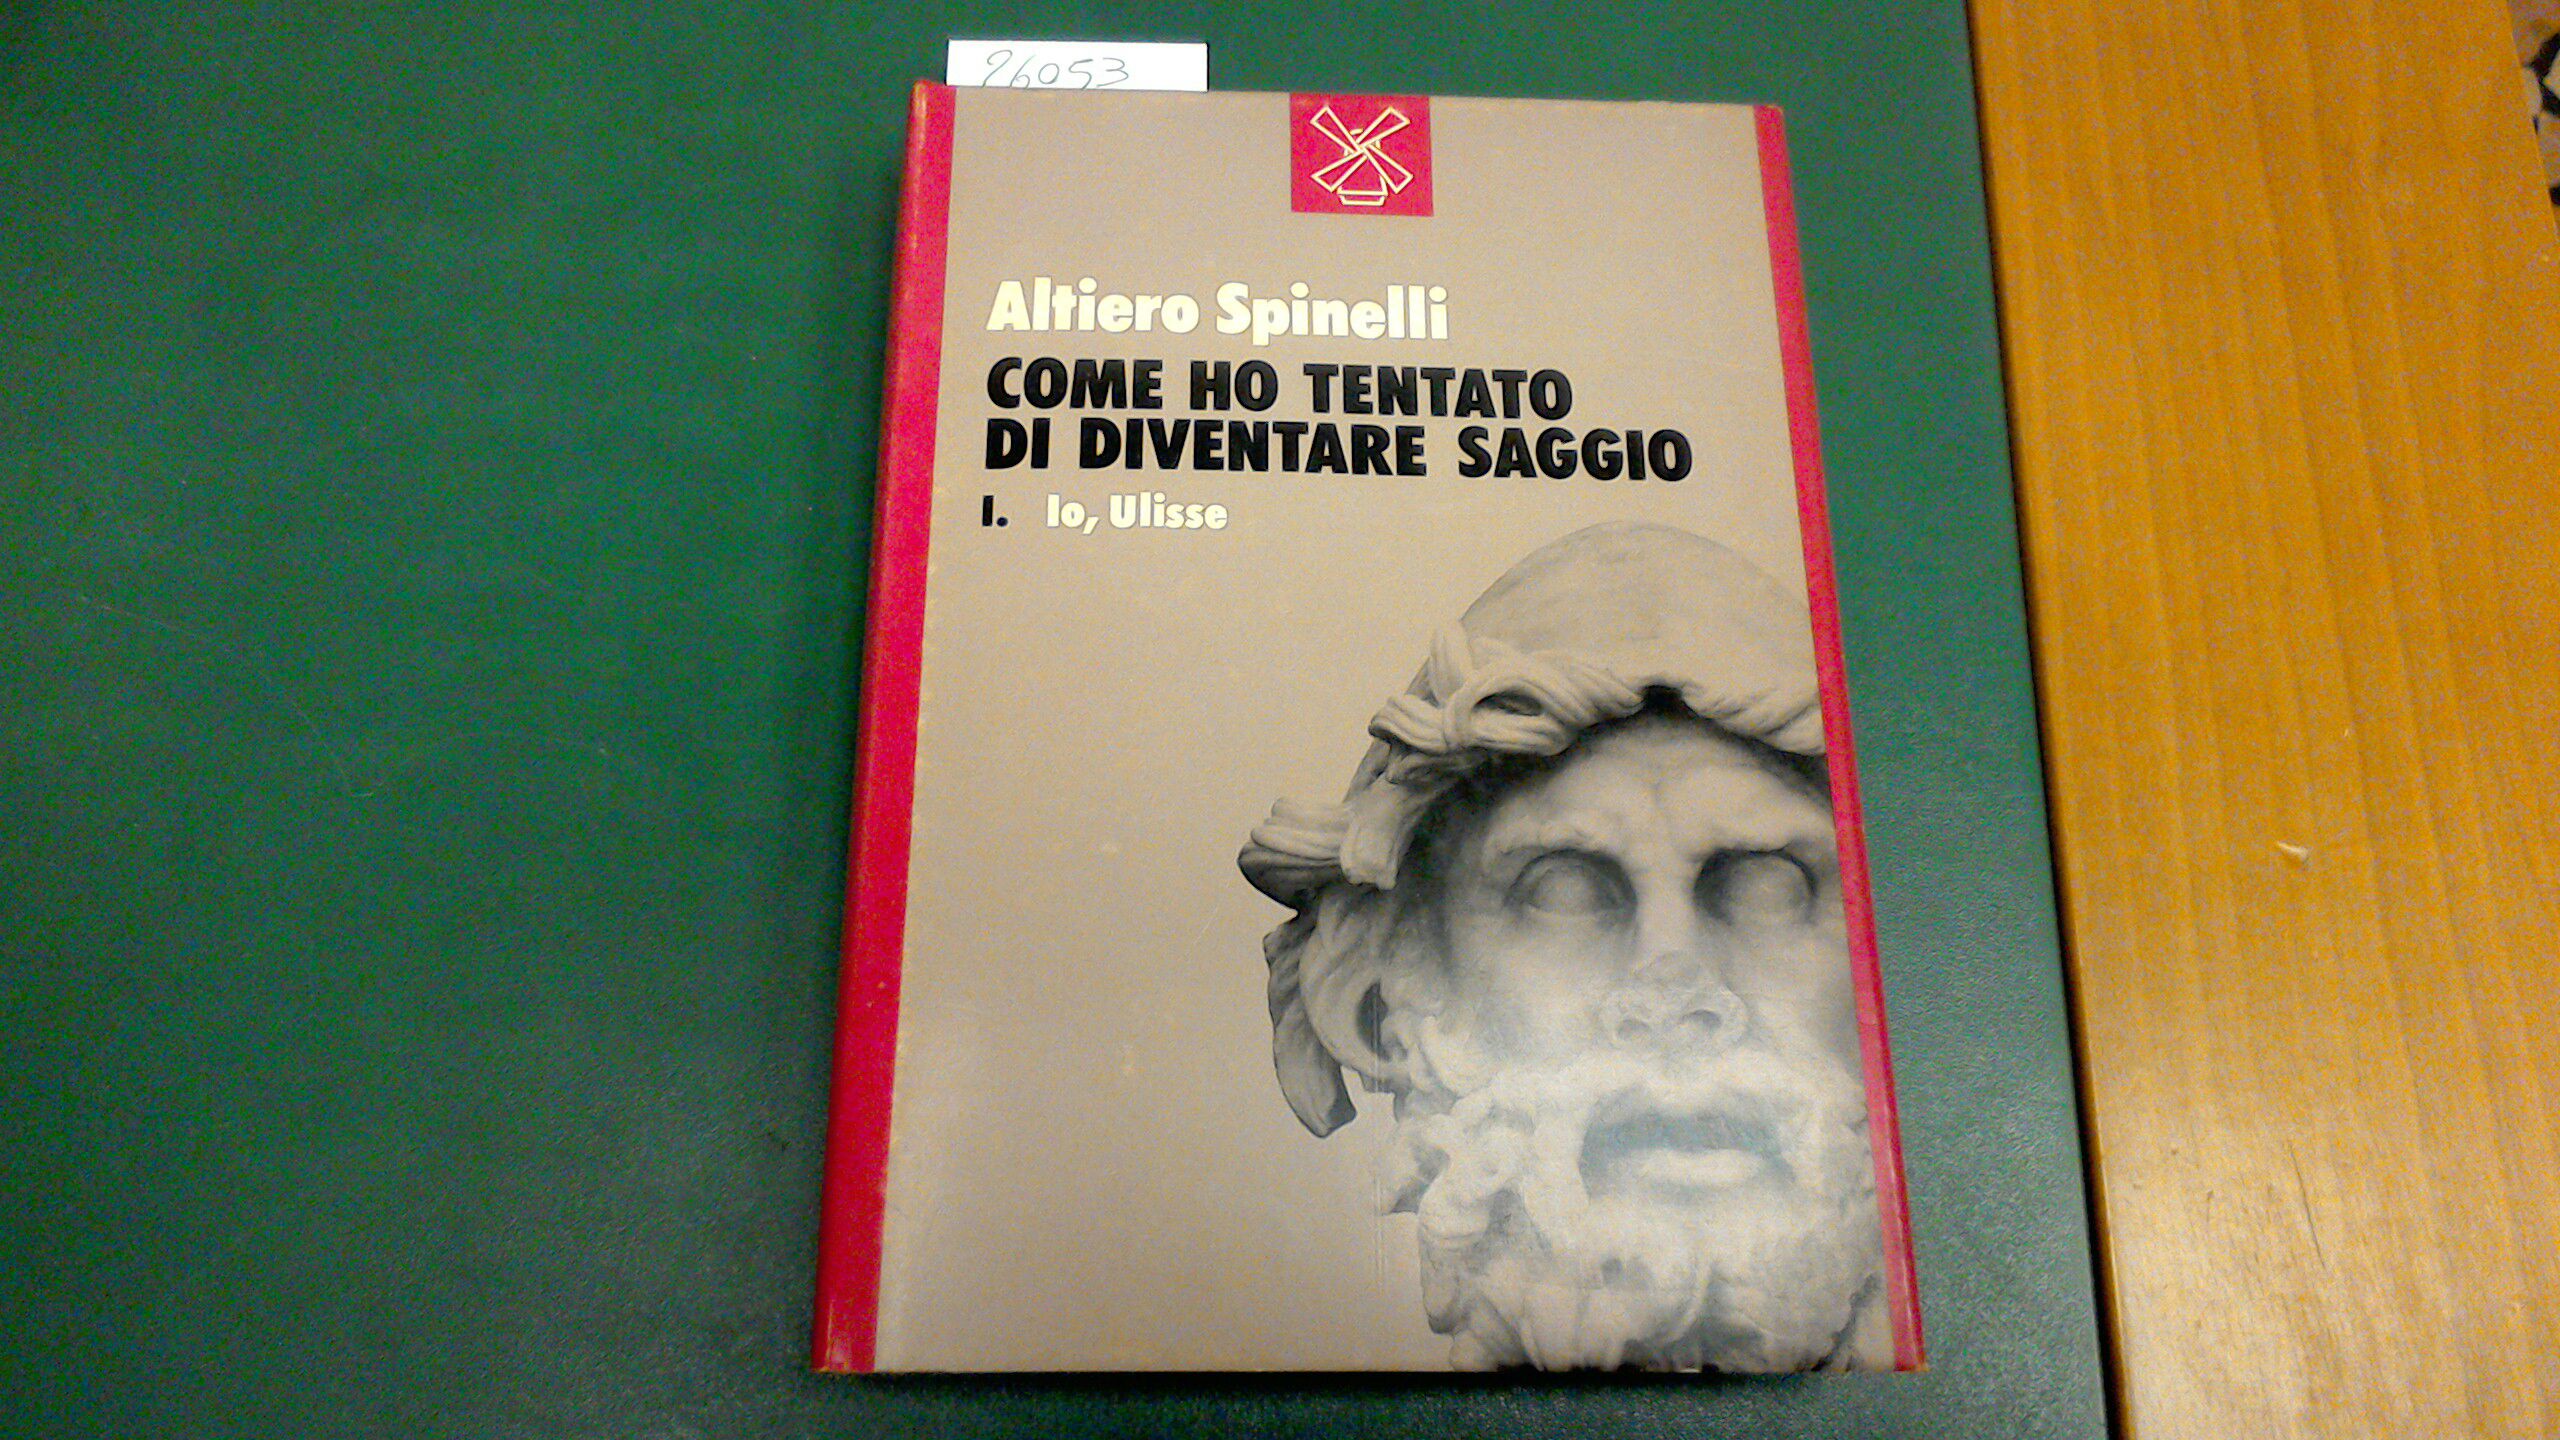 26053
Altiero Spinelli
COME HO TENTATO
DI DIVENTARE SAGGIO
I. Io, Ulisse